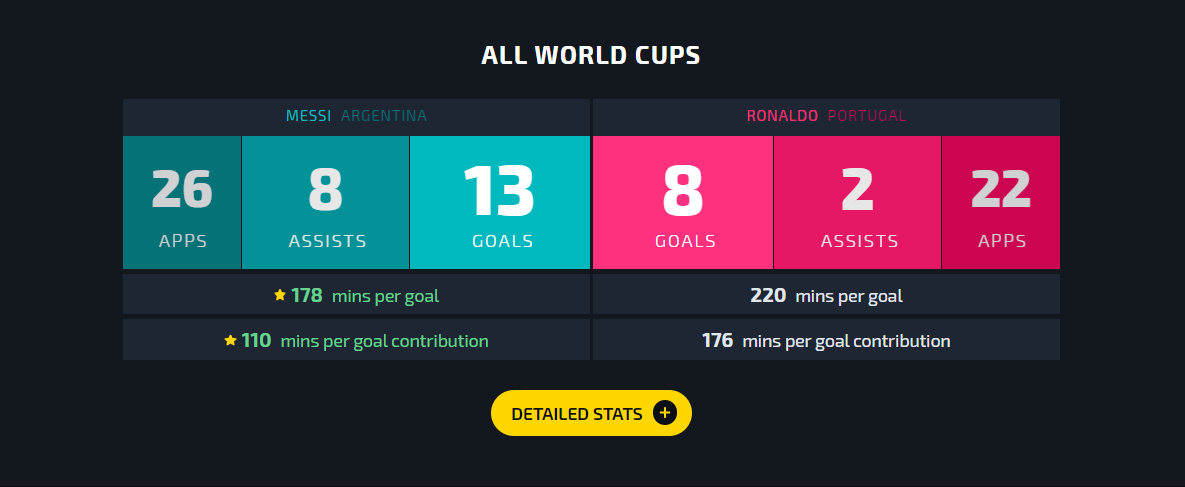 ALL WORLD CUPS
MESSI ARGENTINA RONALDO PORTUGAL
26 8 13 8 2 22
APPS ASSISTS GOALS GOALS ASSISTS APPS
178 mins per goal 220 mins per goal
110 mins per goal contribution 176 mins per goal contribution
DETAILED STATS +